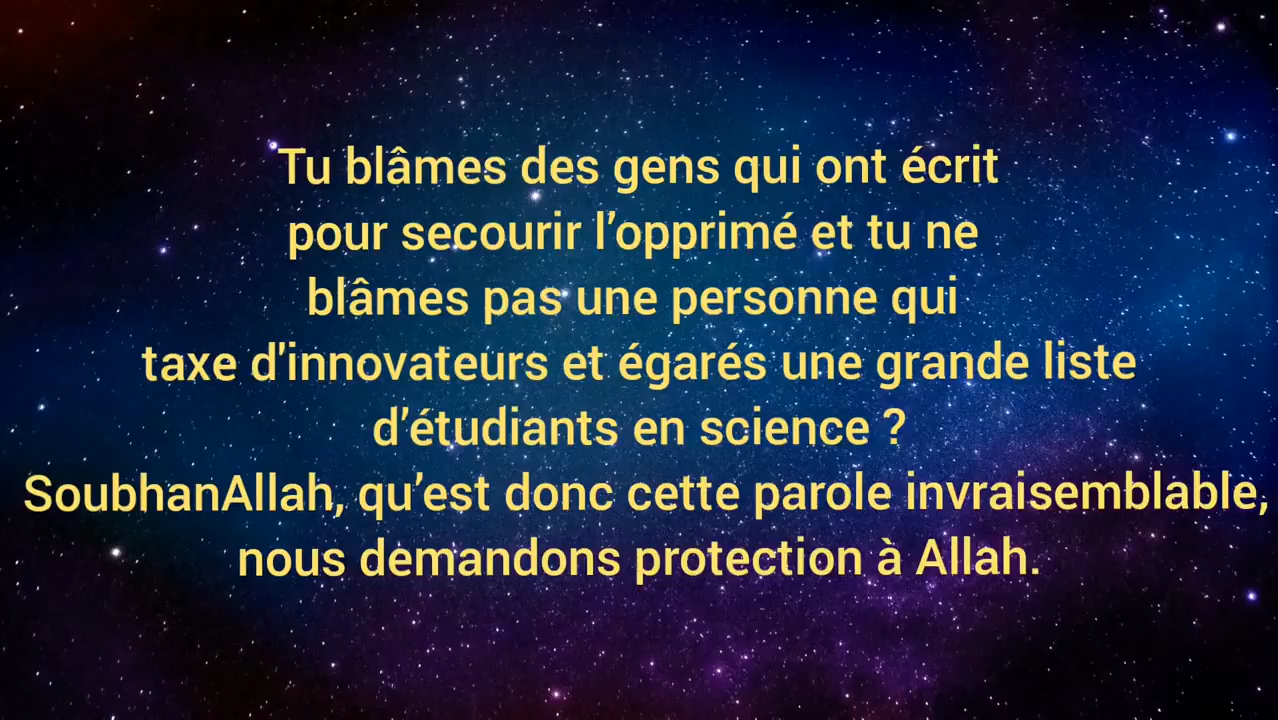 Tu blâmes des gens qui ont écrit
pour secourir l’opprimé et tu ne
blâmes pas une personne qui
taxe d'innovateurs et égarés une grande liste
d’étudiants en science ?
SoubhanAllah, qu’est donc cette parole invraisemblable,
nous demandons protection à Allah.